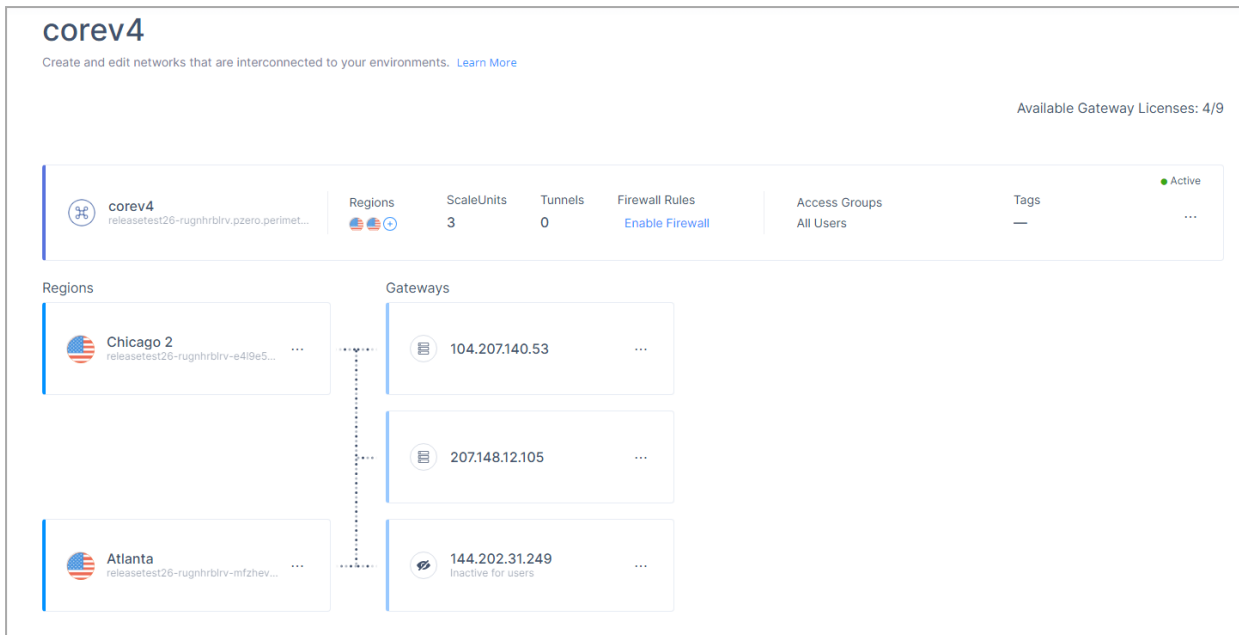 corev4
Create and edit networks that are interconnected to your environments. Learn More
Available Gateway Licenses: 4/9
Active
corev4
releasetest26-rugnhrblrv.pzero.perimet...
Regions
ScaleUnits
3
Tunnels
0
Firewall Rules
Enable Firewall
Access Groups
All Users
Tags
—
Regions
Gateways
Chicago 2
releasetest26-rugnhrblrv-e4l9e5...
104.207.140.53
207.148.12.105
Atlanta
releasetest26-rugnhrblrv-mfzhev...
144.202.31.249
Inactive for users